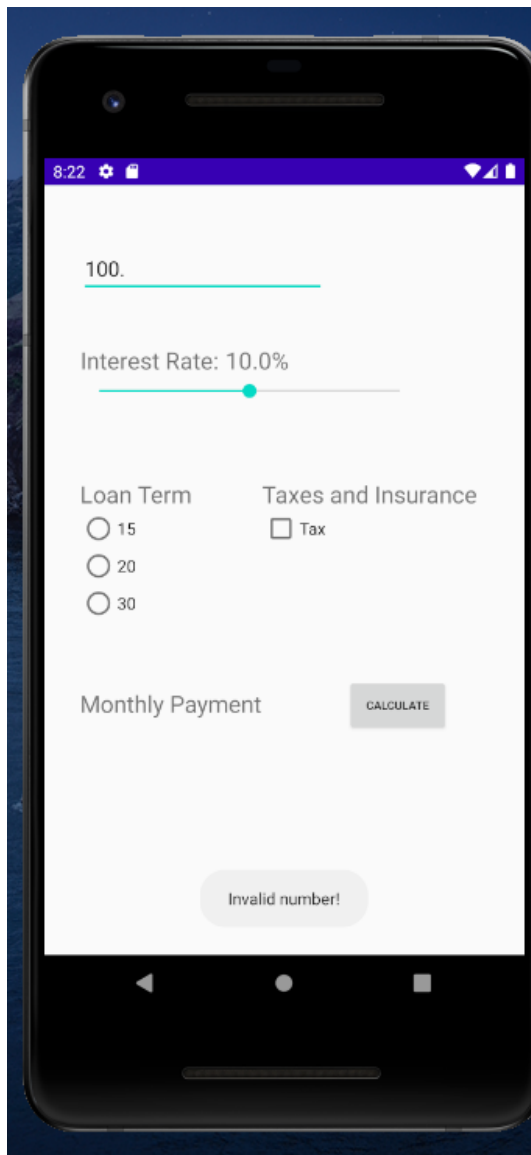 8:22
100.
Interest Rate: 10.0%
Loan Term
Taxes and Insurance
15
Tax
20
30
Monthly Payment
CALCULATE
Invalid number!